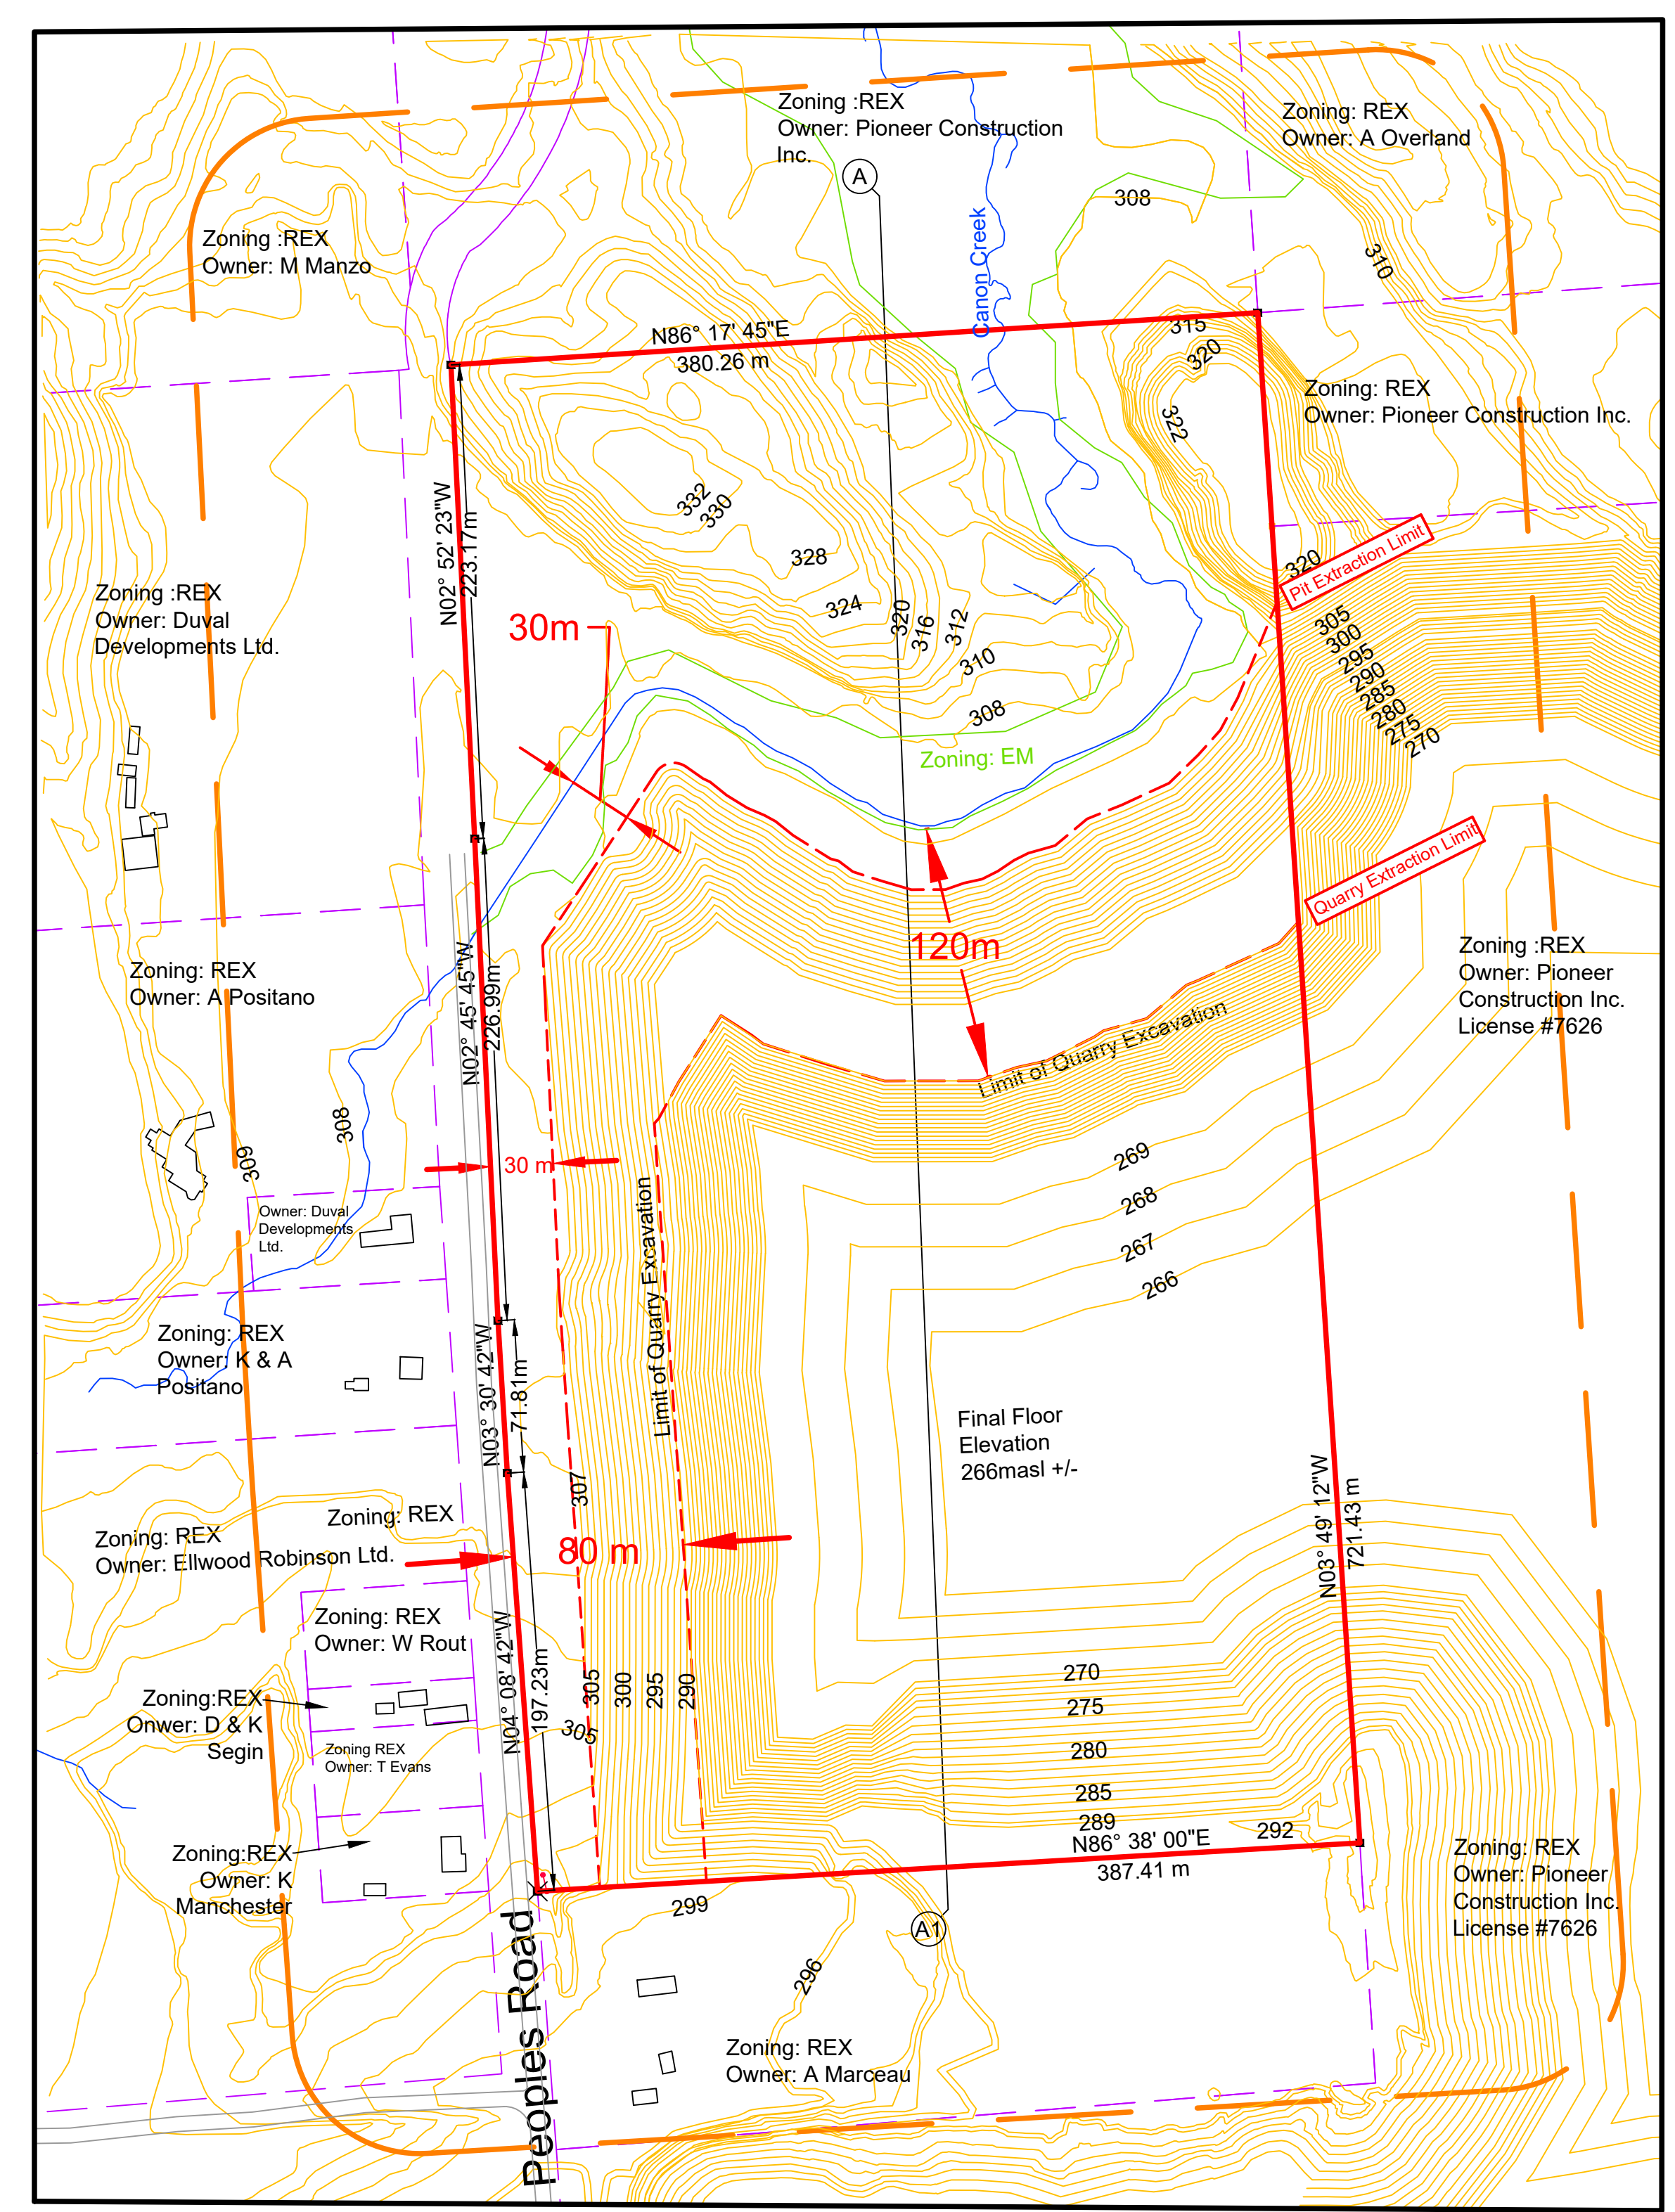 Zoning :REX
Owner: Pioneer Construction
Inc.
Zoning: REX
Owner: A Overland
A
308
Canon Creek
310
Zoning :REX
Owner: M Manzo
N86° 17' 45"E
380.26 m
315
320
322
Zoning: REX
Owner: Pioneer Construction Inc.
N02° 52' 23"W
223.17m
332
330
328
324
320
316
312
310
308
320
Pit Extraction Limit
305
300
295
290
285
280
275
270
Zoning :REX
Owner: Duval
Developments Ltd.
30m
Zoning: EM
Quarry Extraction Limit
120m
Zoning :REX
Owner: Pioneer
Construction Inc.
License #7626
Zoning: REX
Owner: A Positano
N02° 45' 45"W
226.99m
Limit of Quarry Excavation
308
309
30 m
Limit of Quarry Excavation
269
268
267
266
Owner: Duval
Developments
Ltd.
Zoning: REX
Owner: K & A
Positano
N03° 30' 42"W
71.81m
Final Floor
Elevation
266masl +/-
N03° 49' 12"W
721.43 m
307
Zoning: REX
Zoning: REX
Owner: Ellwood Robinson Ltd.
80 m
Zoning: REX
Owner: W Rout
N04° 08' 42"W
197.23m
305
300
295
290
305
270
275
280
285
289
292
Zoning:REX
Onwer: D & K
Segin
Zoning REX
Owner: T Evans
Zoning:REX
Owner: K
Manchester
N86° 38' 00"E
387.41 m
Zoning: REX
Owner: Pioneer
Construction Inc.
License #7626
299
A1
296
Peoples Road
Zoning: REX
Owner: A Marceau